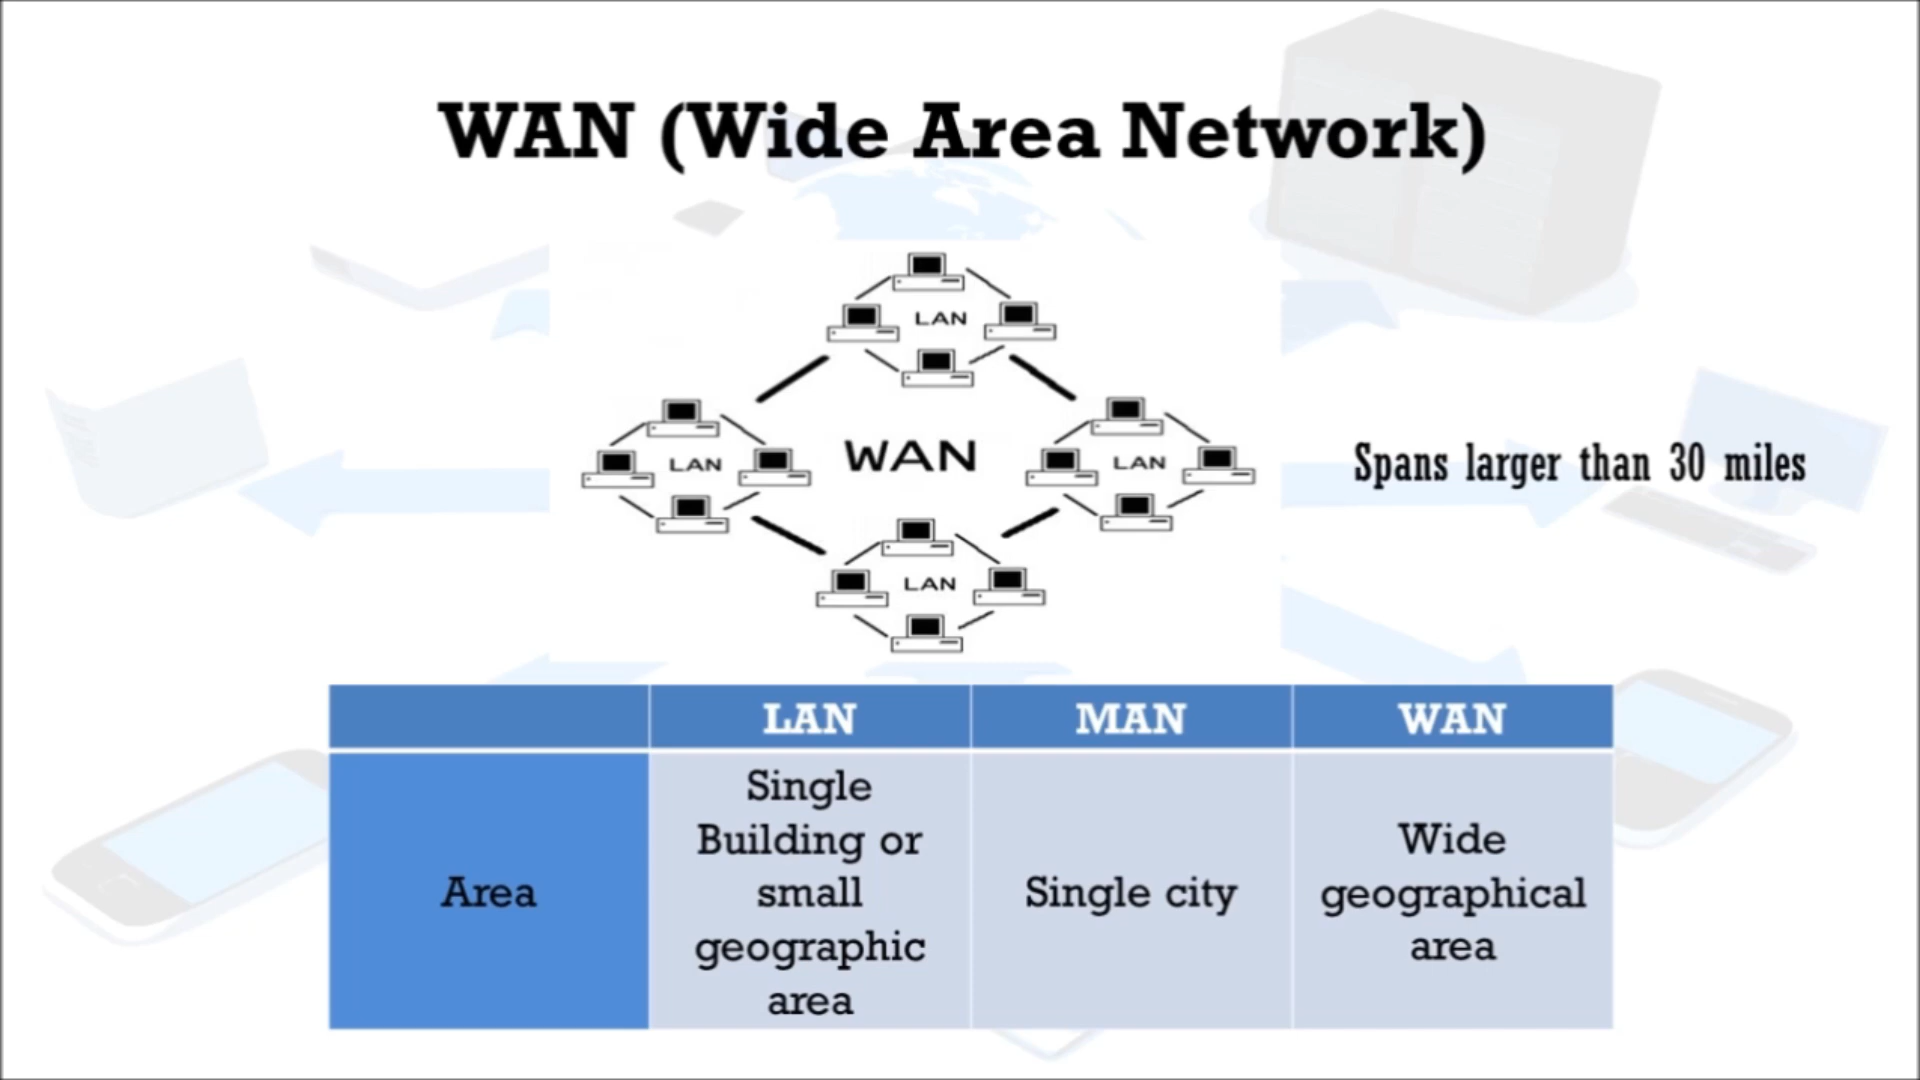 WAN (Wide Area Network)
LAN
LAN
WAN
LAN
Spans larger than 30 miles
LAN
LAN
MAN
WAN
Area
Single
Building or
small
geographic
area
Single city
Wide
geographical
area